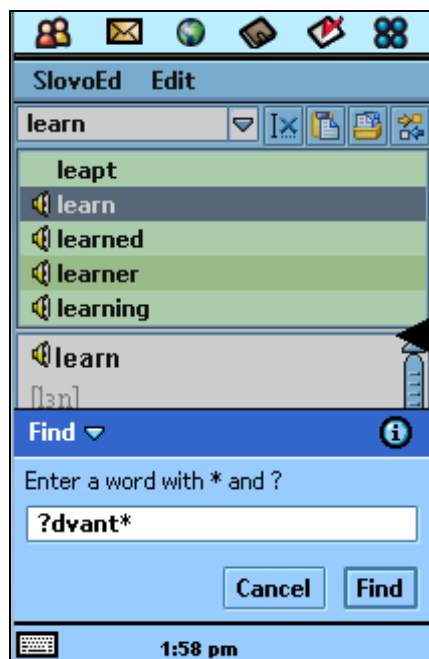 SlovoEd Edit
learn
leapt
learn
learned
learner
learning
learn
[lɜn]
Find
Enter a word with * and ?
?dvant*
Cancel Find
1:58 pm